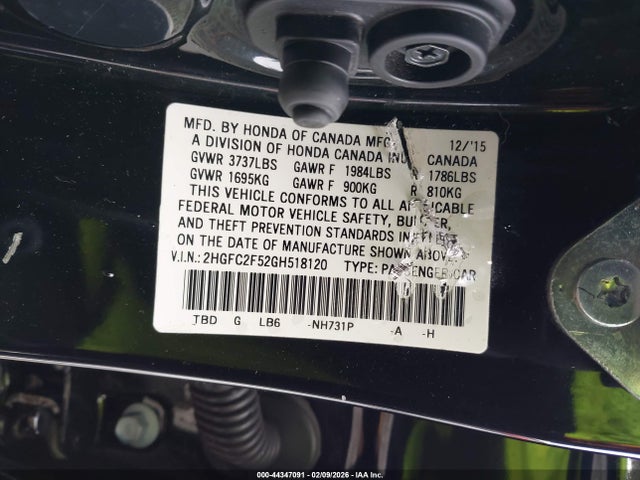 MFD. BY HONDA OF CANADA MFG. 12/'15
A DIVISION OF HONDA CANADA INC. CANADA
GVWR 3737LBS GAWR F 1984LBS 1786LBS
GVWR 1695KG GAWR F 900KG R 810KG
THIS VEHICLE CONFORMS TO ALL APPLICABLE
FEDERAL MOTOR VEHICLE SAFETY, BUMPER,
AND THEFT PREVENTION STANDARDS IN EFFECT
ON THE DATE OF MANUFACTURE SHOWN ABOVE.
V.I.N.: 2HGFC2F52GH518120 TYPE: PASSENGER CAR
TBD G LB6 -NH731P -A -H
000-44347091 - 02/09/2026 - IAA Inc.